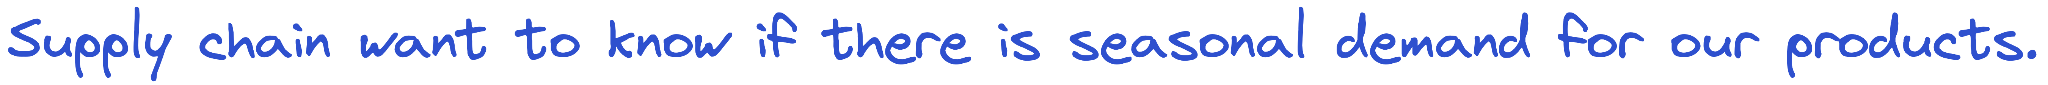 Supply chain want to know if there is seasonal demand for our products.